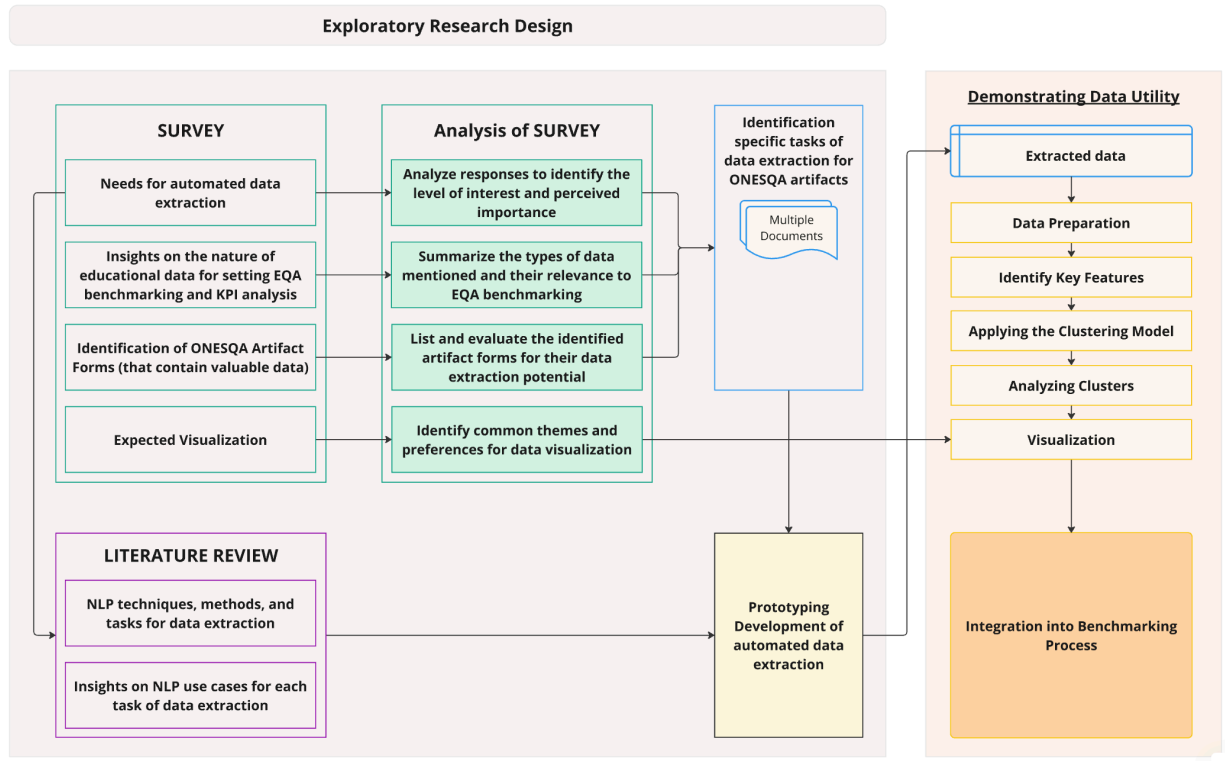 Exploratory Research Design
SURVEY
Needs for automated data
extraction
Insights on the nature of
educational data for setting EQA
benchmarking and KPI analysis
Identification of ONESQA Artifact
Forms (that contain valuable data)
Expected Visualization
Analysis of SURVEY
Analyze responses to identify the
level of interest and perceived
importance
Summarize the types of data
mentioned and their relevance to
EQA benchmarking
List and evaluate the identified
artifact forms for their data
extraction potential
Identify common themes and
preferences for data visualization
Identification
specific tasks of
data extraction for
ONESQA artifacts
Multiple
Documents
LITERATURE REVIEW
NLP techniques, methods, and
tasks for data extraction
Insights on NLP use cases for each
task of data extraction
Prototyping
Development of
automated data
extraction
Demonstrating Data Utility
Extracted data
Data Preparation
Identify Key Features
Applying the Clustering Model
Analyzing Clusters
Visualization
Integration into Benchmarking
Process